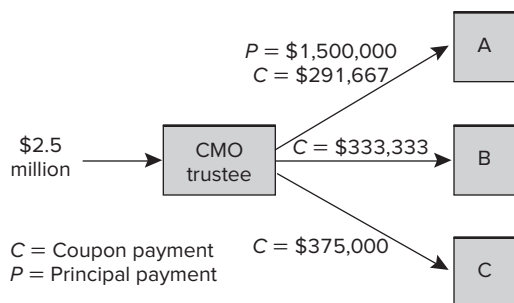 A
P = $1,500,000
C = $291,667
$2.5
million
CMO
trustee
C = $333,333
B
C = $375,000
C
C = Coupon payment
P = Principal payment